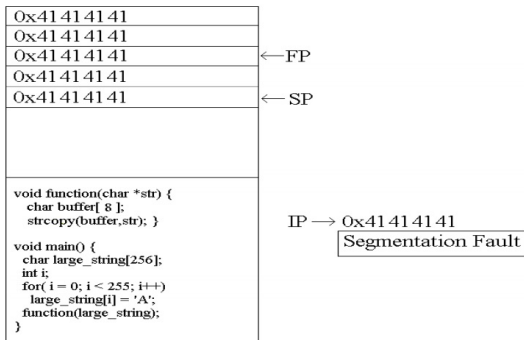 0x41414141
0x41414141
0x41414141
←FP
0x41414141
0x41414141
←SP
void function(char *str) {
char buffer[ 8 ];
strcopy(buffer,str); }
void main() {
char large_string[256];
int i;
for( i = 0; i < 255; i++)
large_string[i] = 'A';
function(large_string);
}
IP → 0x41414141
Segmentation Fault